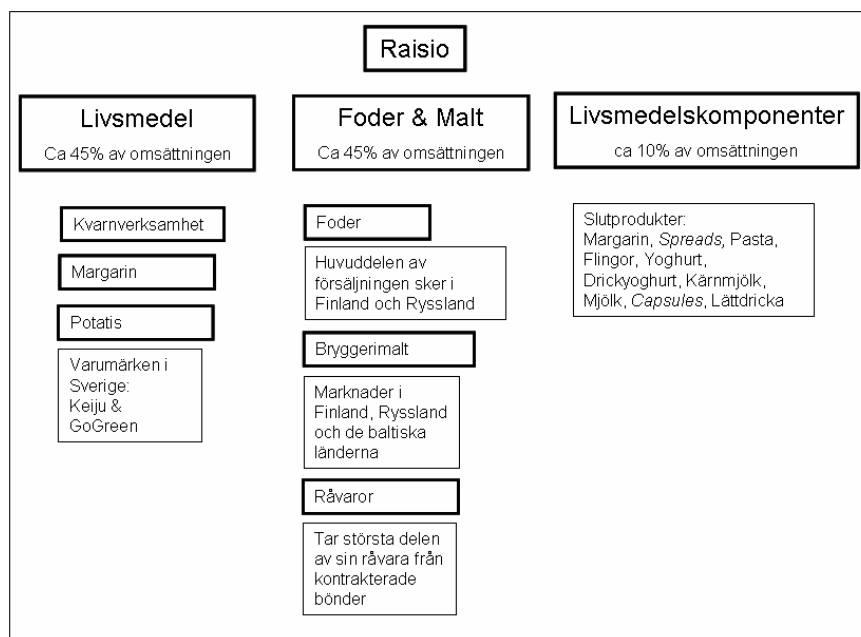 Raisio
Livsmedel
Ca 45% av omsättningen
Kvarnverksamhet
Margarin
Potatis
Varumärken i
Sverige:
Keiju &
GoGreen
Foder & Malt
Ca 45% av omsättningen
Foder
Huvuddelen av
försäljningen sker i
Finland och Ryssland
Bryggerimalt
Marknader i
Finland, Ryssland
och de baltiska
länderna
Råvaror
Tar största delen
av sin råvara från
kontrakterade
bönder
Livsmedelskomponenter
ca 10% av omsättningen
Slutprodukter:
Margarin, Spreads, Pasta,
Flingor, Yoghurt,
Drickyoghurt, Kärnmjölk,
Mjölk, Capsules, Lättdricka